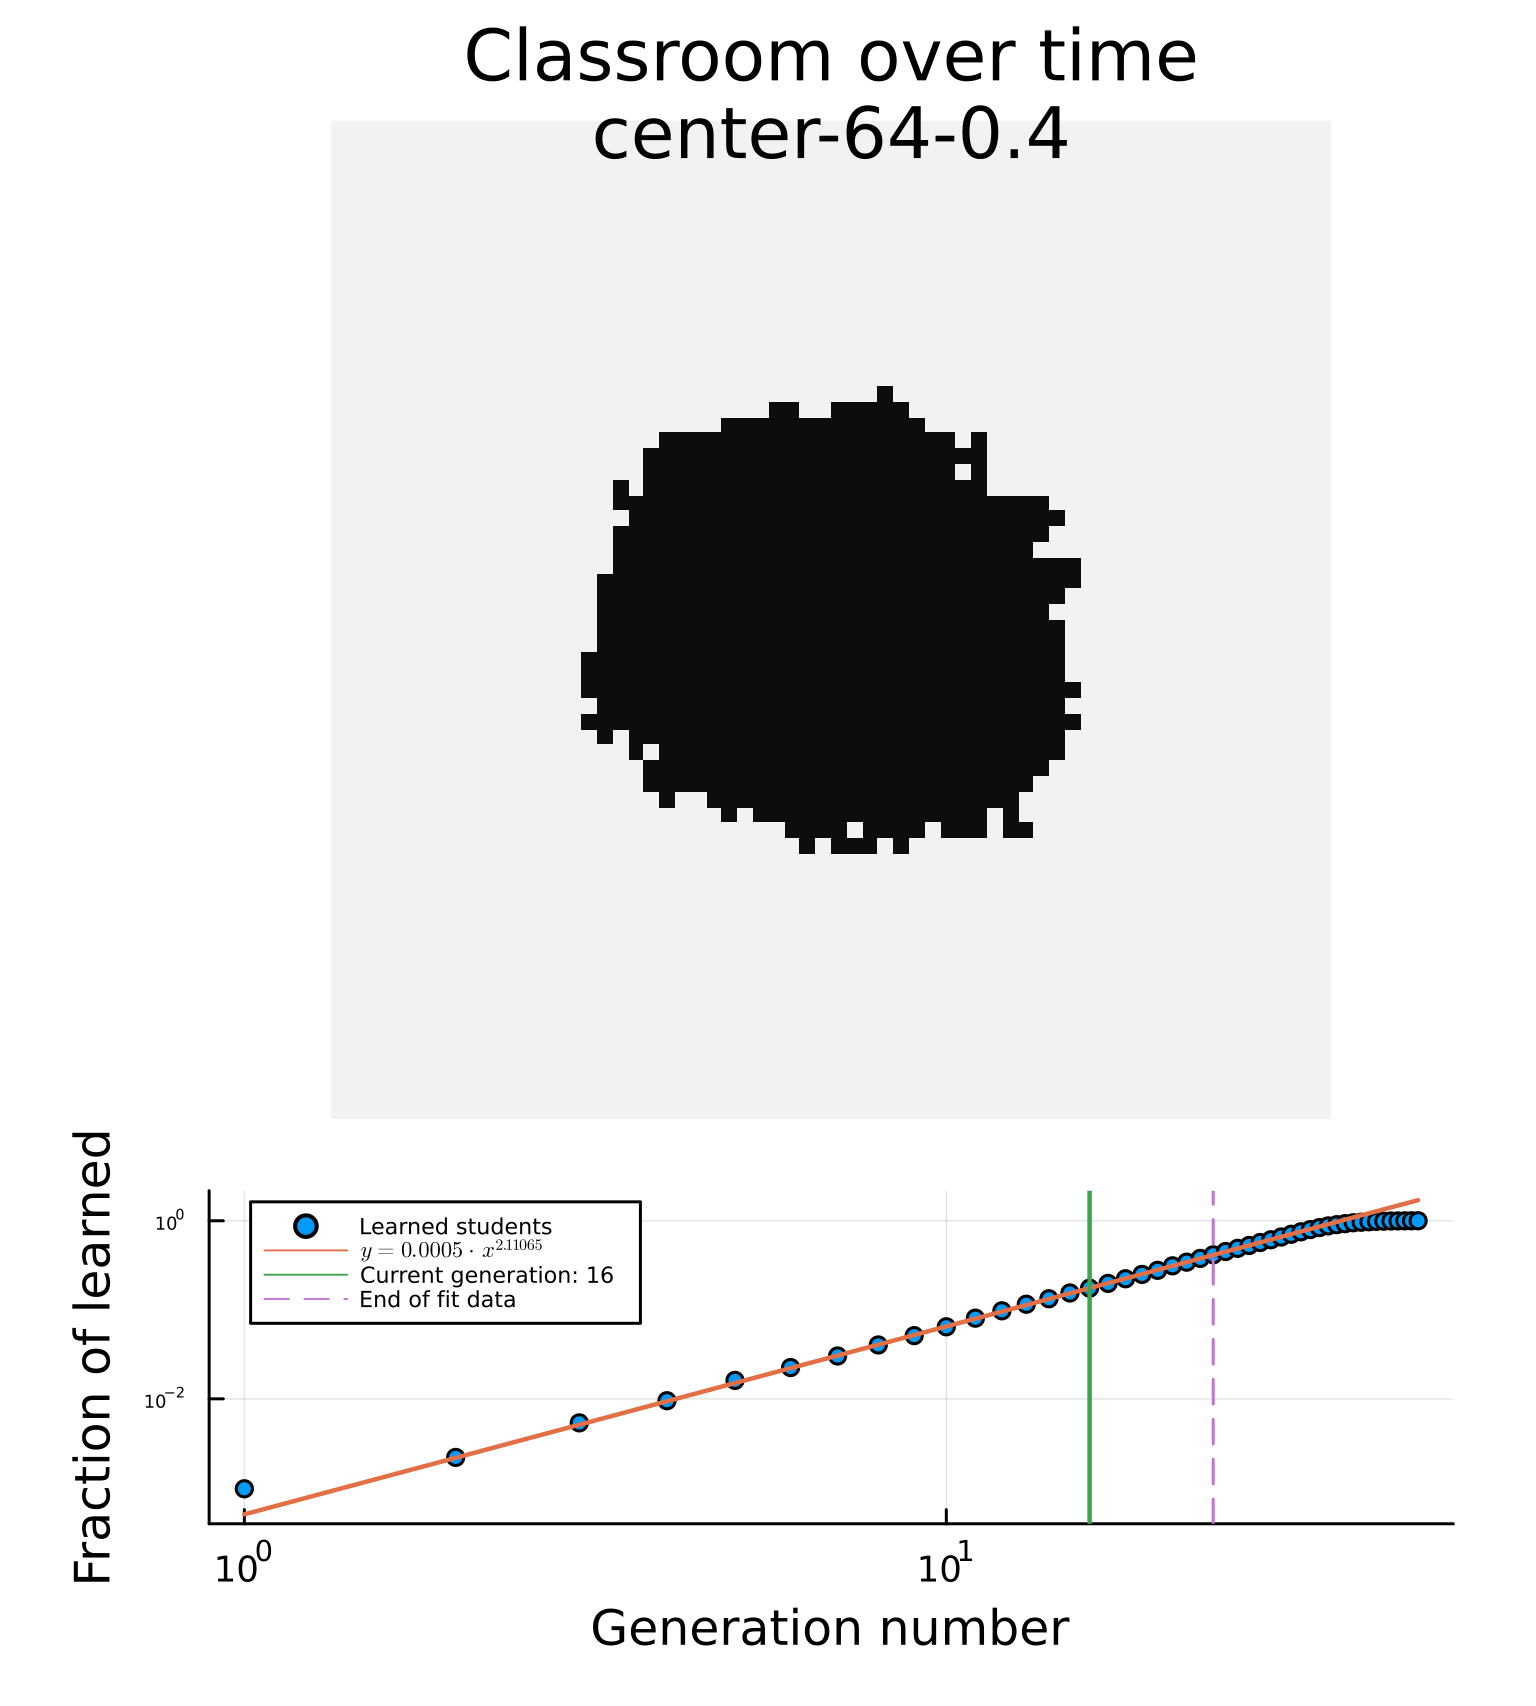 Classroom over time
center-64-0.4
Fraction of learned
10^0
10^−2
Learned students
y = 0.0005 · x^2.11065
Current generation: 16
End of fit data
10^0
10^1
Generation number